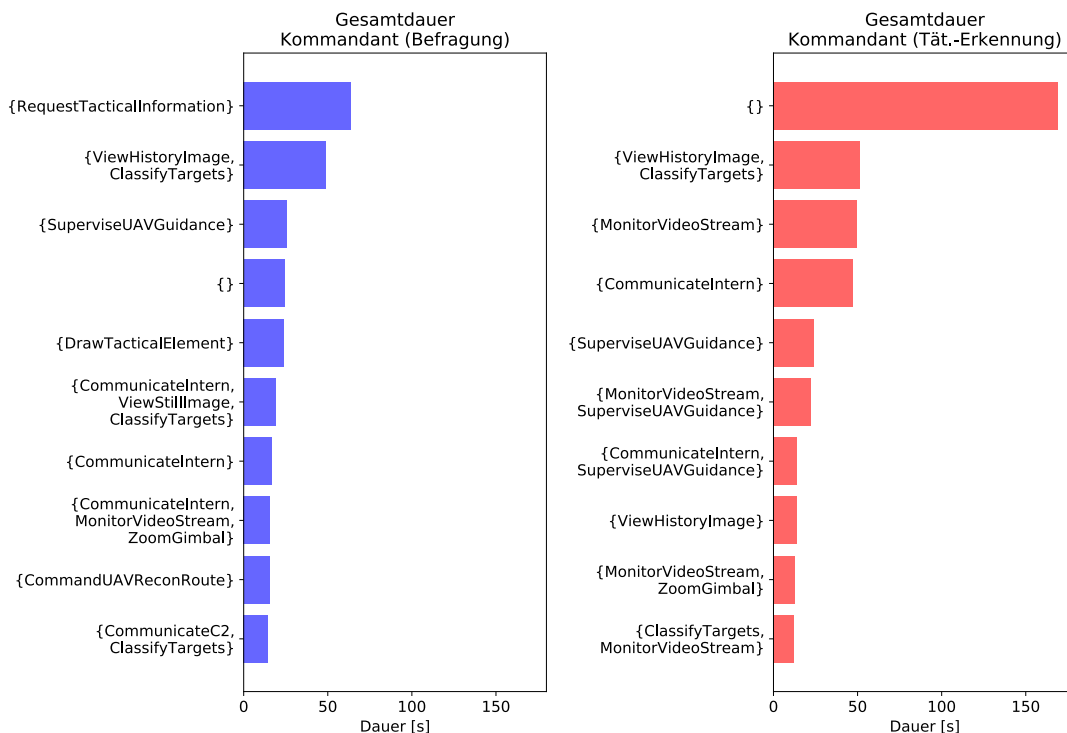 Gesamtdauer
Kommandant (Befragung)
{RequestTacticalInformation}
{ViewHistoryImage,
ClassifyTargets}
{SuperviseUAVGuidance}
{}
{DrawTacticalElement}
{CommunicateIntern,
ViewStillImage,
ClassifyTargets}
{CommunicateIntern}
{CommunicateIntern,
MonitorVideoStream,
ZoomGimbal}
{CommandUAVReconRoute}
{CommunicateC2,
ClassifyTargets}
0 50 100 150
Dauer [s]
Gesamtdauer
Kommandant (Tät.-Erkennung)
{}
{ViewHistoryImage,
ClassifyTargets}
{MonitorVideoStream}
{CommunicateIntern}
{SuperviseUAVGuidance}
{MonitorVideoStream,
SuperviseUAVGuidance}
{CommunicateIntern,
SuperviseUAVGuidance}
{ViewHistoryImage}
{MonitorVideoStream,
ZoomGimbal}
{ClassifyTargets,
MonitorVideoStream}
0 50 100 150
Dauer [s]